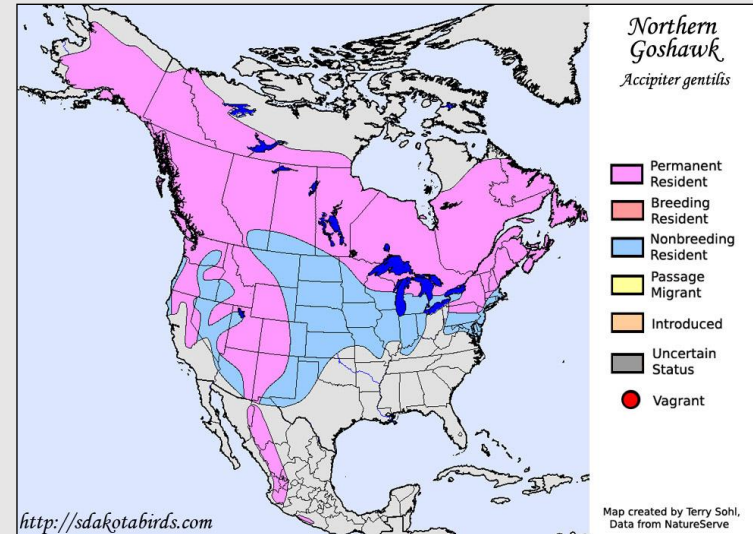 Northern
Goshawk
Accipiter gentilis
Permanent
Resident
Breeding
Resident
Nonbreeding
Resident
Passage
Migrant
Introduced
Uncertain
Status
Vagrant
http://sdakotabirds.com
Map created by Terry Sohl,
Data from NatureServe